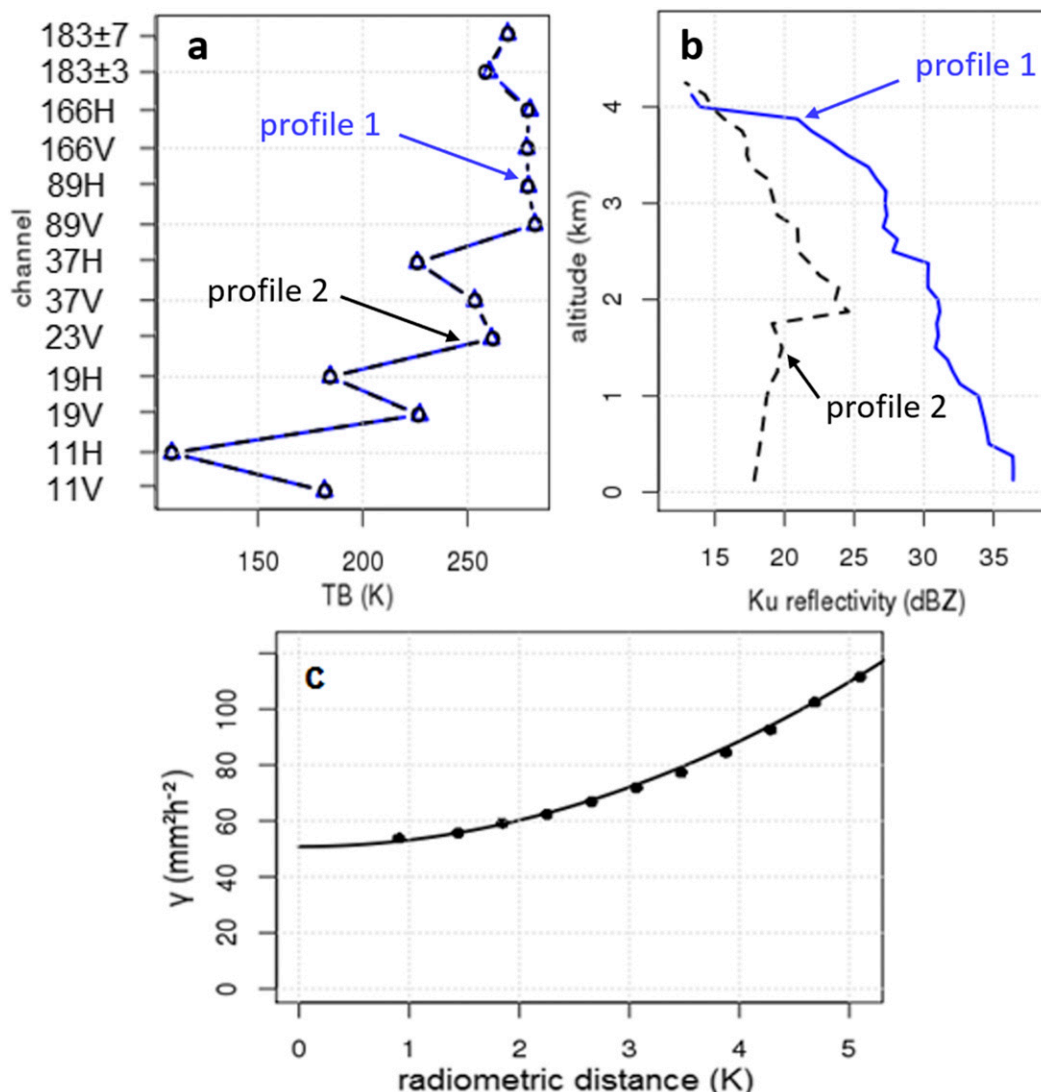 a
183±7
183±3
166H
166V
89H
89V
37H
37V
23V
19H
19V
11H
11V
channel
profile 1
profile 2
150 200 250
TB (K)
b
profile 1
profile 2
4
3
2
1
0
altitude (km)
15 20 25 30 35
Ku reflectivity (dBZ)
c
100
80
60
40
20
0
γ (mm²h⁻²)
0 1 2 3 4 5
radiometric distance (K)